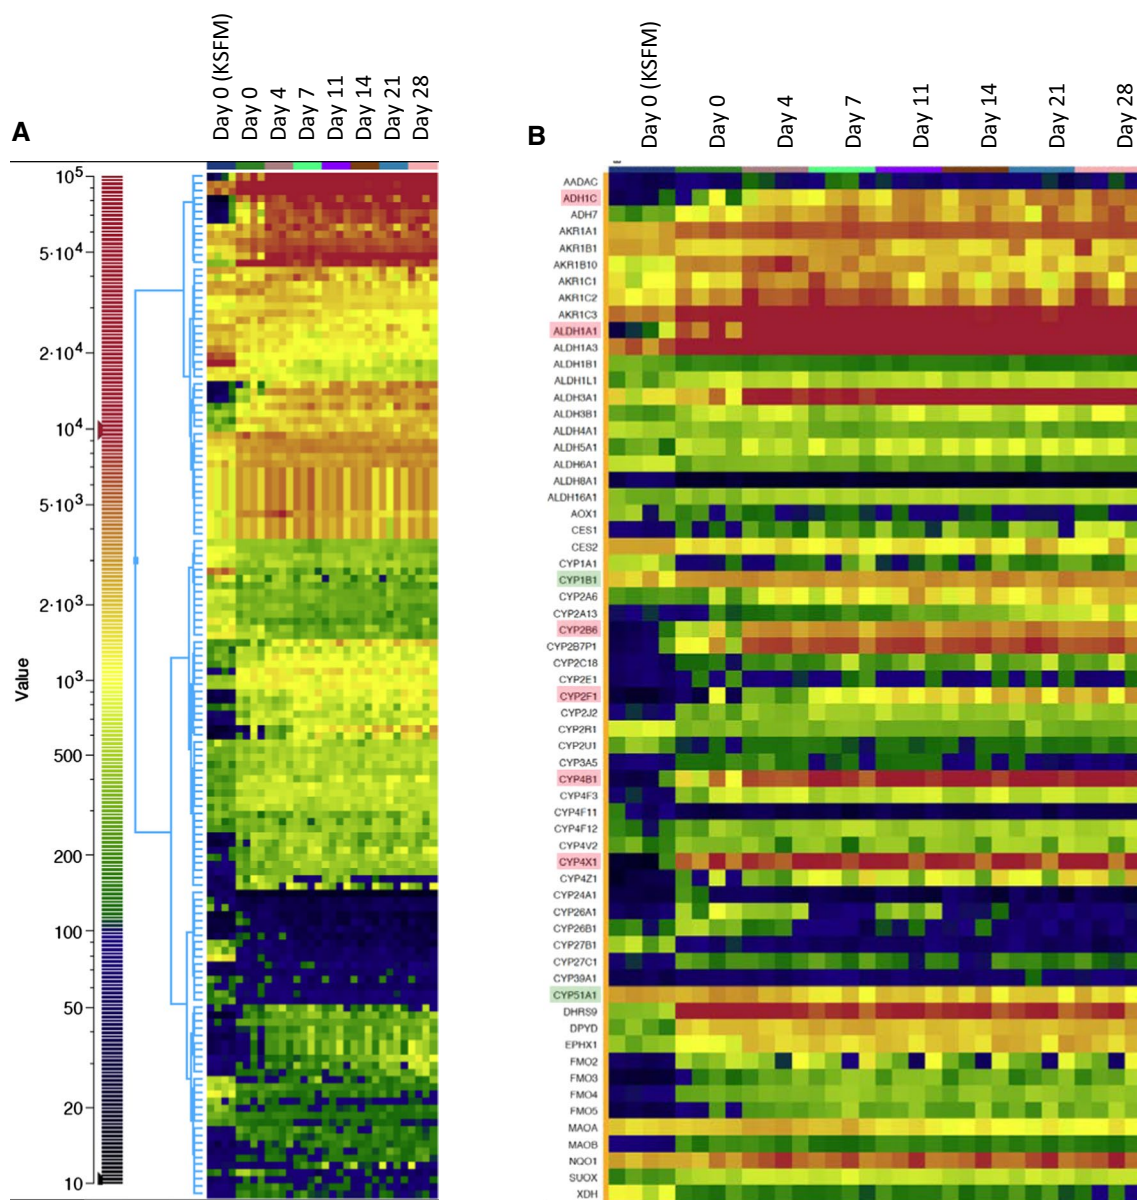 A
Day 0 (KSFM)
Day 0
Day 4
Day 7
Day 11
Day 14
Day 21
Day 28
Value
10⁵
5·10⁴
2·10⁴
10⁴
5·10³
2·10³
10³
500
200
100
50
20
10
B
Day 0 (KSFM)
Day 0
Day 4
Day 7
Day 11
Day 14
Day 21
Day 28
AADAC
ADH1C
ADH7
AKR1A1
AKR1B1
AKR1B10
AKR1C1
AKR1C2
AKR1C3
ALDH1A1
ALDH1A3
ALDH1B1
ALDH1L1
ALDH3A1
ALDH3B1
ALDH4A1
ALDH5A1
ALDH6A1
ALDH8A1
ALDH16A1
AOX1
CES1
CES2
CYP1A1
CYP1B1
CYP2A6
CYP2A13
CYP2B6
CYP2B7P1
CYP2C18
CYP2E1
CYP2F1
CYP2J2
CYP2R1
CYP2U1
CYP3A5
CYP4B1
CYP4F3
CYP4F11
CYP4F12
CYP4V2
CYP4X1
CYP4Z1
CYP24A1
CYP26A1
CYP26B1
CYP27B1
CYP27C1
CYP39A1
CYP51A1
DHRS9
DPYD
EPHX1
FMO2
FMO3
FMO4
FMO5
MAOA
MAOB
NQO1
SUOX
XDH